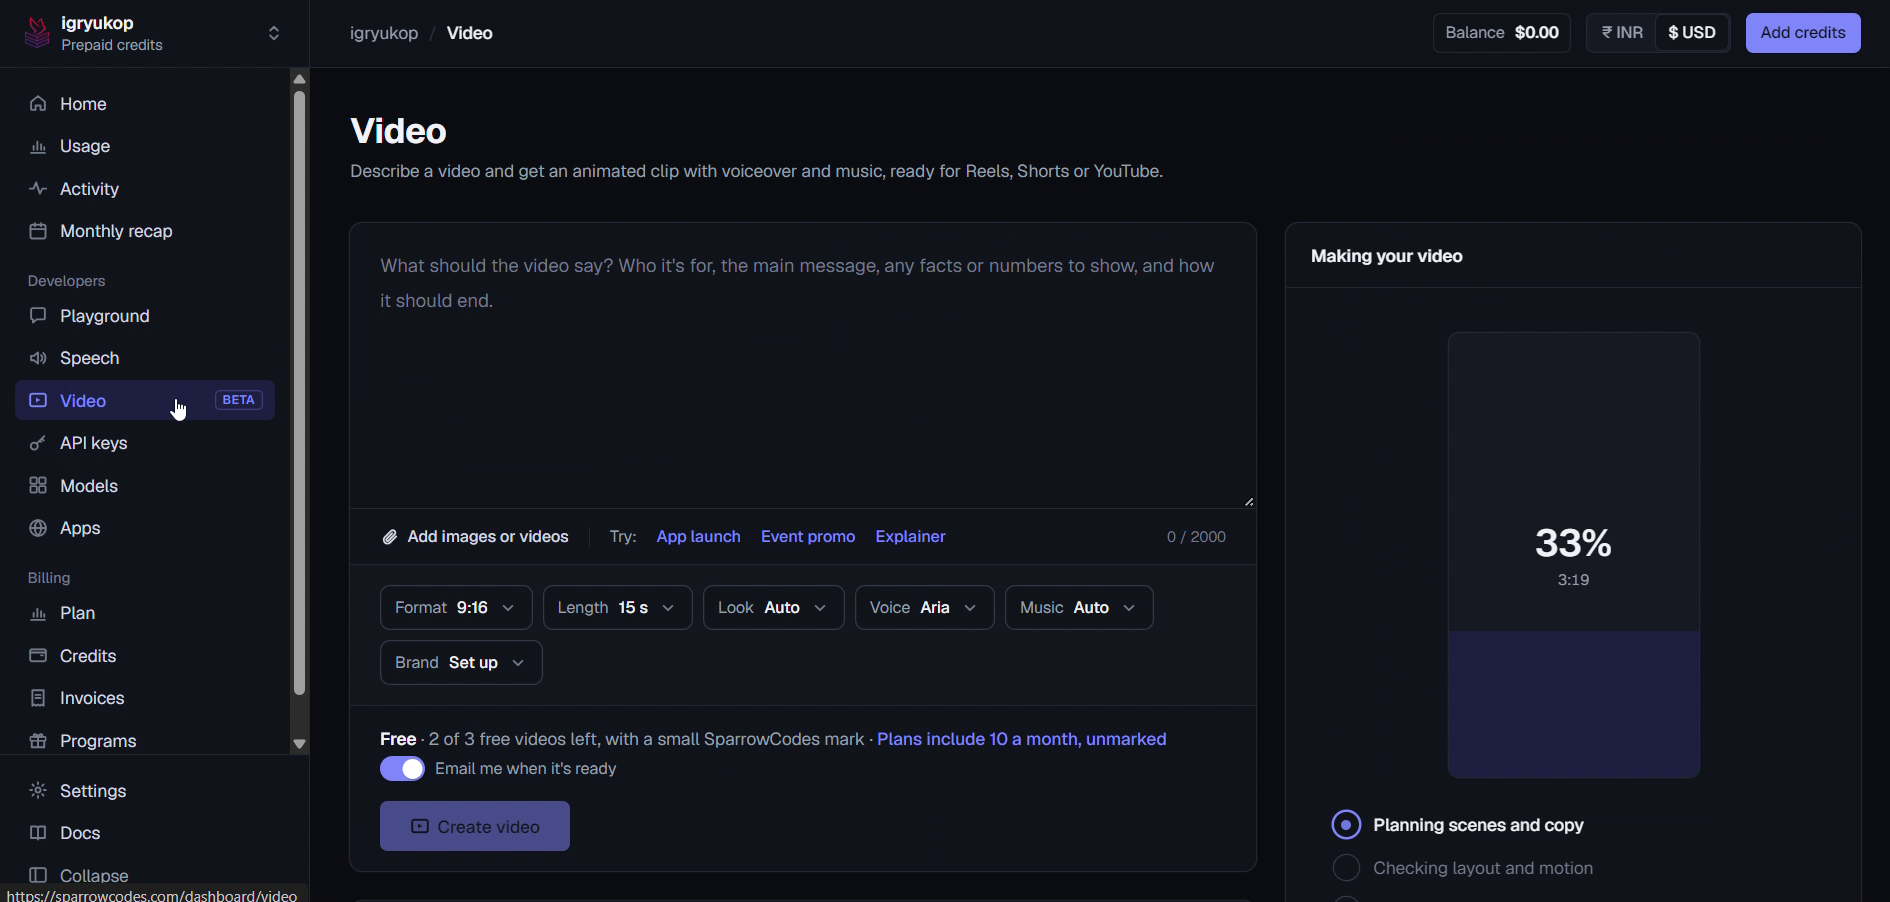 igryukop
Prepaid credits
Home
Usage
Activity
Monthly recap
Developers
Playground
Speech
Video BETA
API keys
Models
Apps
Billing
Plan
Credits
Invoices
Programs
Settings
Docs
Collapse
https://sparrowcodes.com/dashboard/video
igryukop / Video
Balance $0.00
₹ INR $ USD
Add credits
Video
Describe a video and get an animated clip with voiceover and music, ready for Reels, Shorts or YouTube.
What should the video say? Who it's for, the main message, any facts or numbers to show, and how
it should end.
Add images or videos Try: App launch Event promo Explainer 0 / 2000
Format 9:16 Length 15 s Look Auto Voice Aria Music Auto
Brand Set up
Free · 2 of 3 free videos left, with a small SparrowCodes mark · Plans include 10 a month, unmarked
Email me when it's ready
Create video
Making your video
33%
3:19
Planning scenes and copy
Checking layout and motion